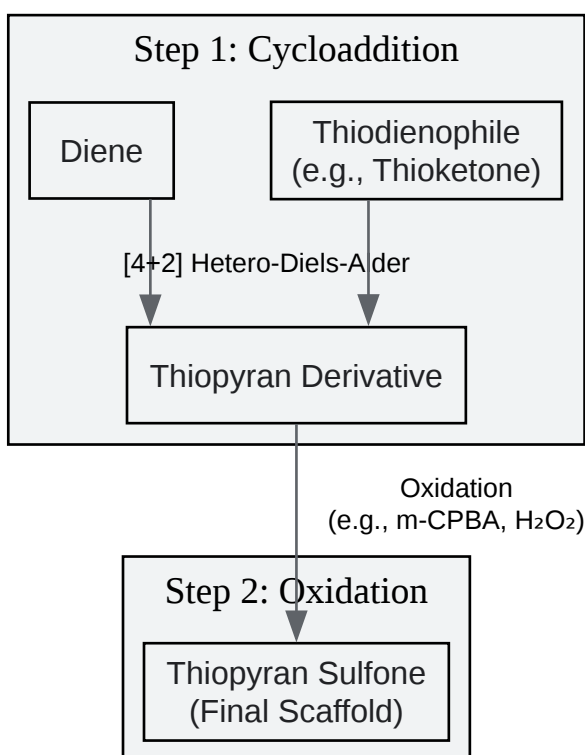 Step 1: Cycloaddition
Diene
Thiodienophile
(e.g., Thioketone)
[4+2] Hetero-Diels-Alder
Thiopyran Derivative
Oxidation
(e.g., m-CPBA, H₂O₂)
Step 2: Oxidation
Thiopyran Sulfone
(Final Scaffold)